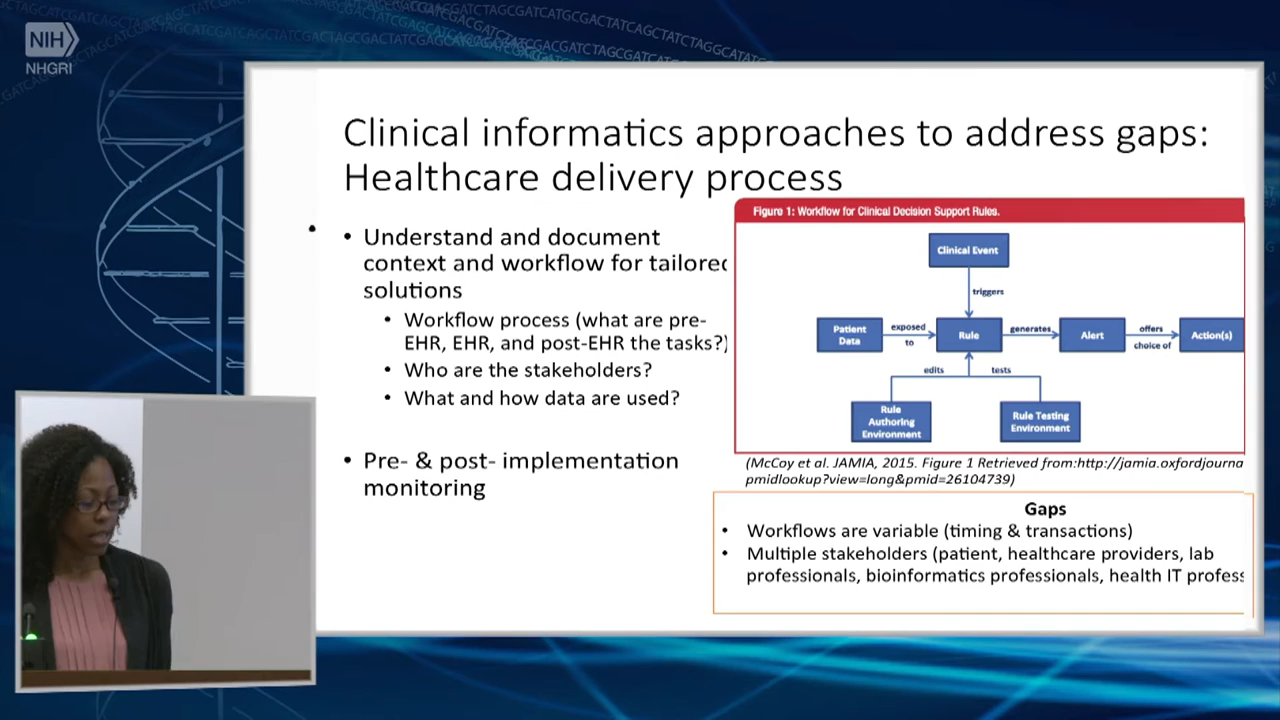 NIH
NHGRI
Clinical informatics approaches to address gaps:
Healthcare delivery process
• Understand and document
context and workflow for tailored
solutions
• Workflow process (what are pre-
EHR, EHR, and post-EHR the tasks?)
• Who are the stakeholders?
• What and how data are used?
• Pre- & post- implementation
monitoring
Figure 1: Workflow for Clinical Decision Support Rules.
Clinical Event
triggers
Patient
Data
exposed
to
Rule
generates
Alert
offers
choice of
Action(s)
edits
tests
Rule
Authoring
Environment
Rule Testing
Environment
(McCoy et al. JAMIA, 2015. Figure 1 Retrieved from:http://jamia.oxfordjourna
pmidlookup?view=long&pmid=26104739)
Gaps
• Workflows are variable (timing & transactions)
• Multiple stakeholders (patient, healthcare providers, lab
professionals, bioinformatics professionals, health IT profess